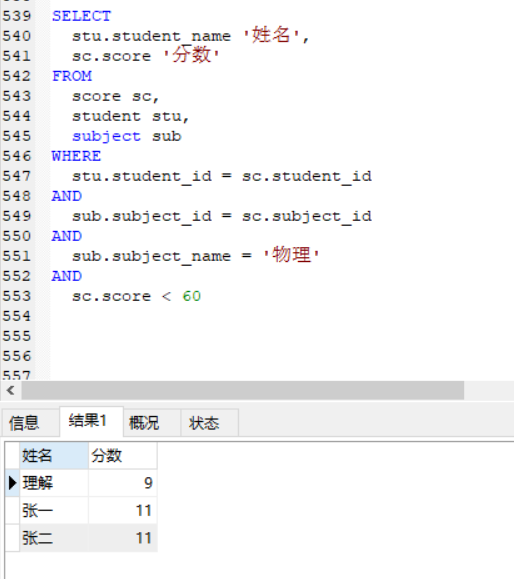 539 SELECT
540 stu.student_name '姓名',
541 sc.score '分数'
542 FROM
543 score sc,
544 student stu,
545 subject sub
546 WHERE
547 stu.student_id = sc.student_id
548 AND
549 sub.subject_id = sc.subject_id
550 AND
551 sub.subject_name = '物理'
552 AND
553 sc.score < 60
554
555
556
557
信息 结果1 概况 状态
姓名 分数
理解 9
张一 11
张二 11